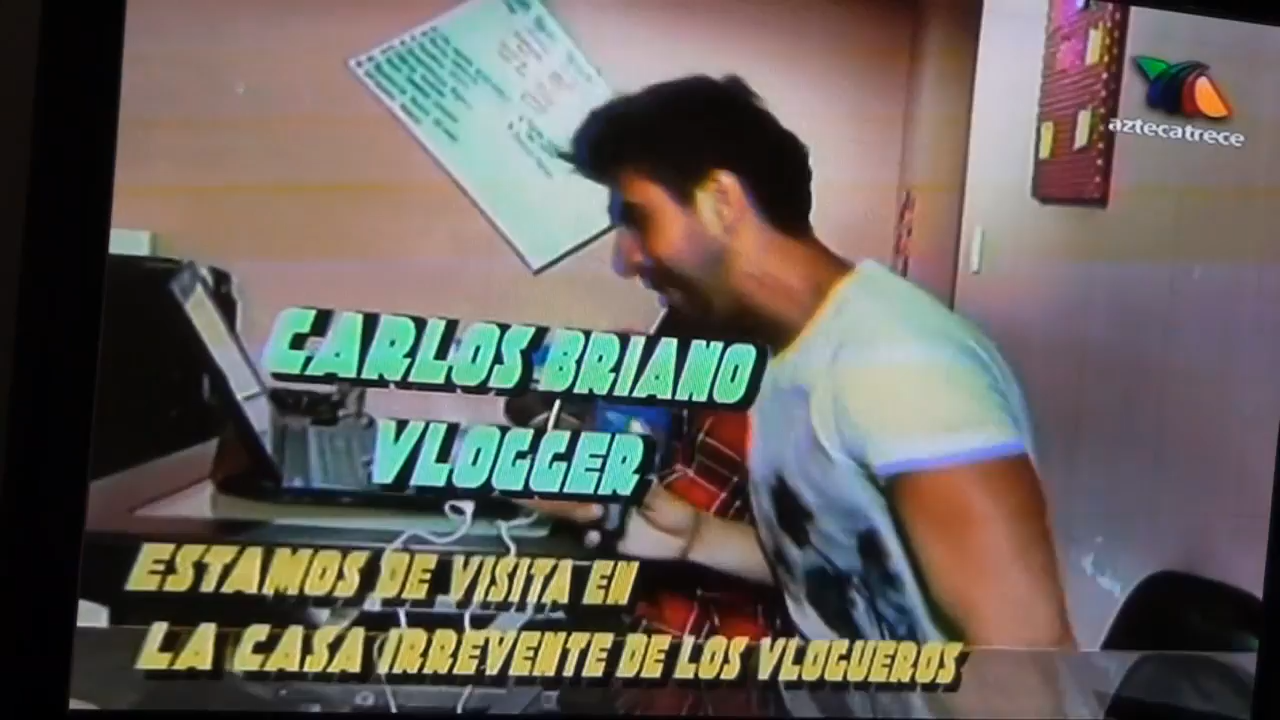 aztecatrece
CARLOS BRIANO
VLOGGER
ESTAMOS DE VISITA EN
LA CASA IRREVENTE DE LOS VLOGUEROS